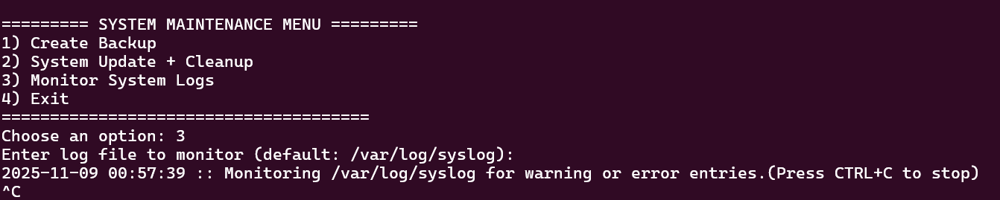 ========= SYSTEM MAINTENANCE MENU =========
1) Create Backup
2) System Update + Cleanup
3) Monitor System Logs
4) Exit
======================================
Choose an option: 3
Enter log file to monitor (default: /var/log/syslog):
2025-11-09 00:57:39 :: Monitoring /var/log/syslog for warning or error entries.(Press CTRL+C to stop)
^C